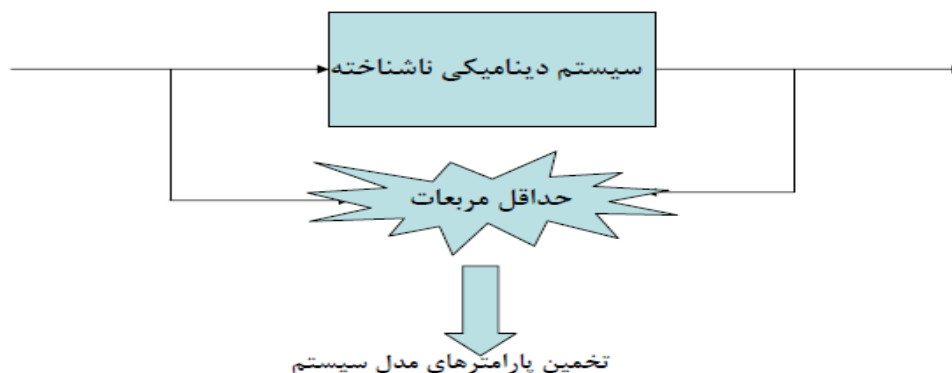 سیستم دینامیکی ناشناخته
حداقل مربعات
تخمین پارامترهای مدل سیستم